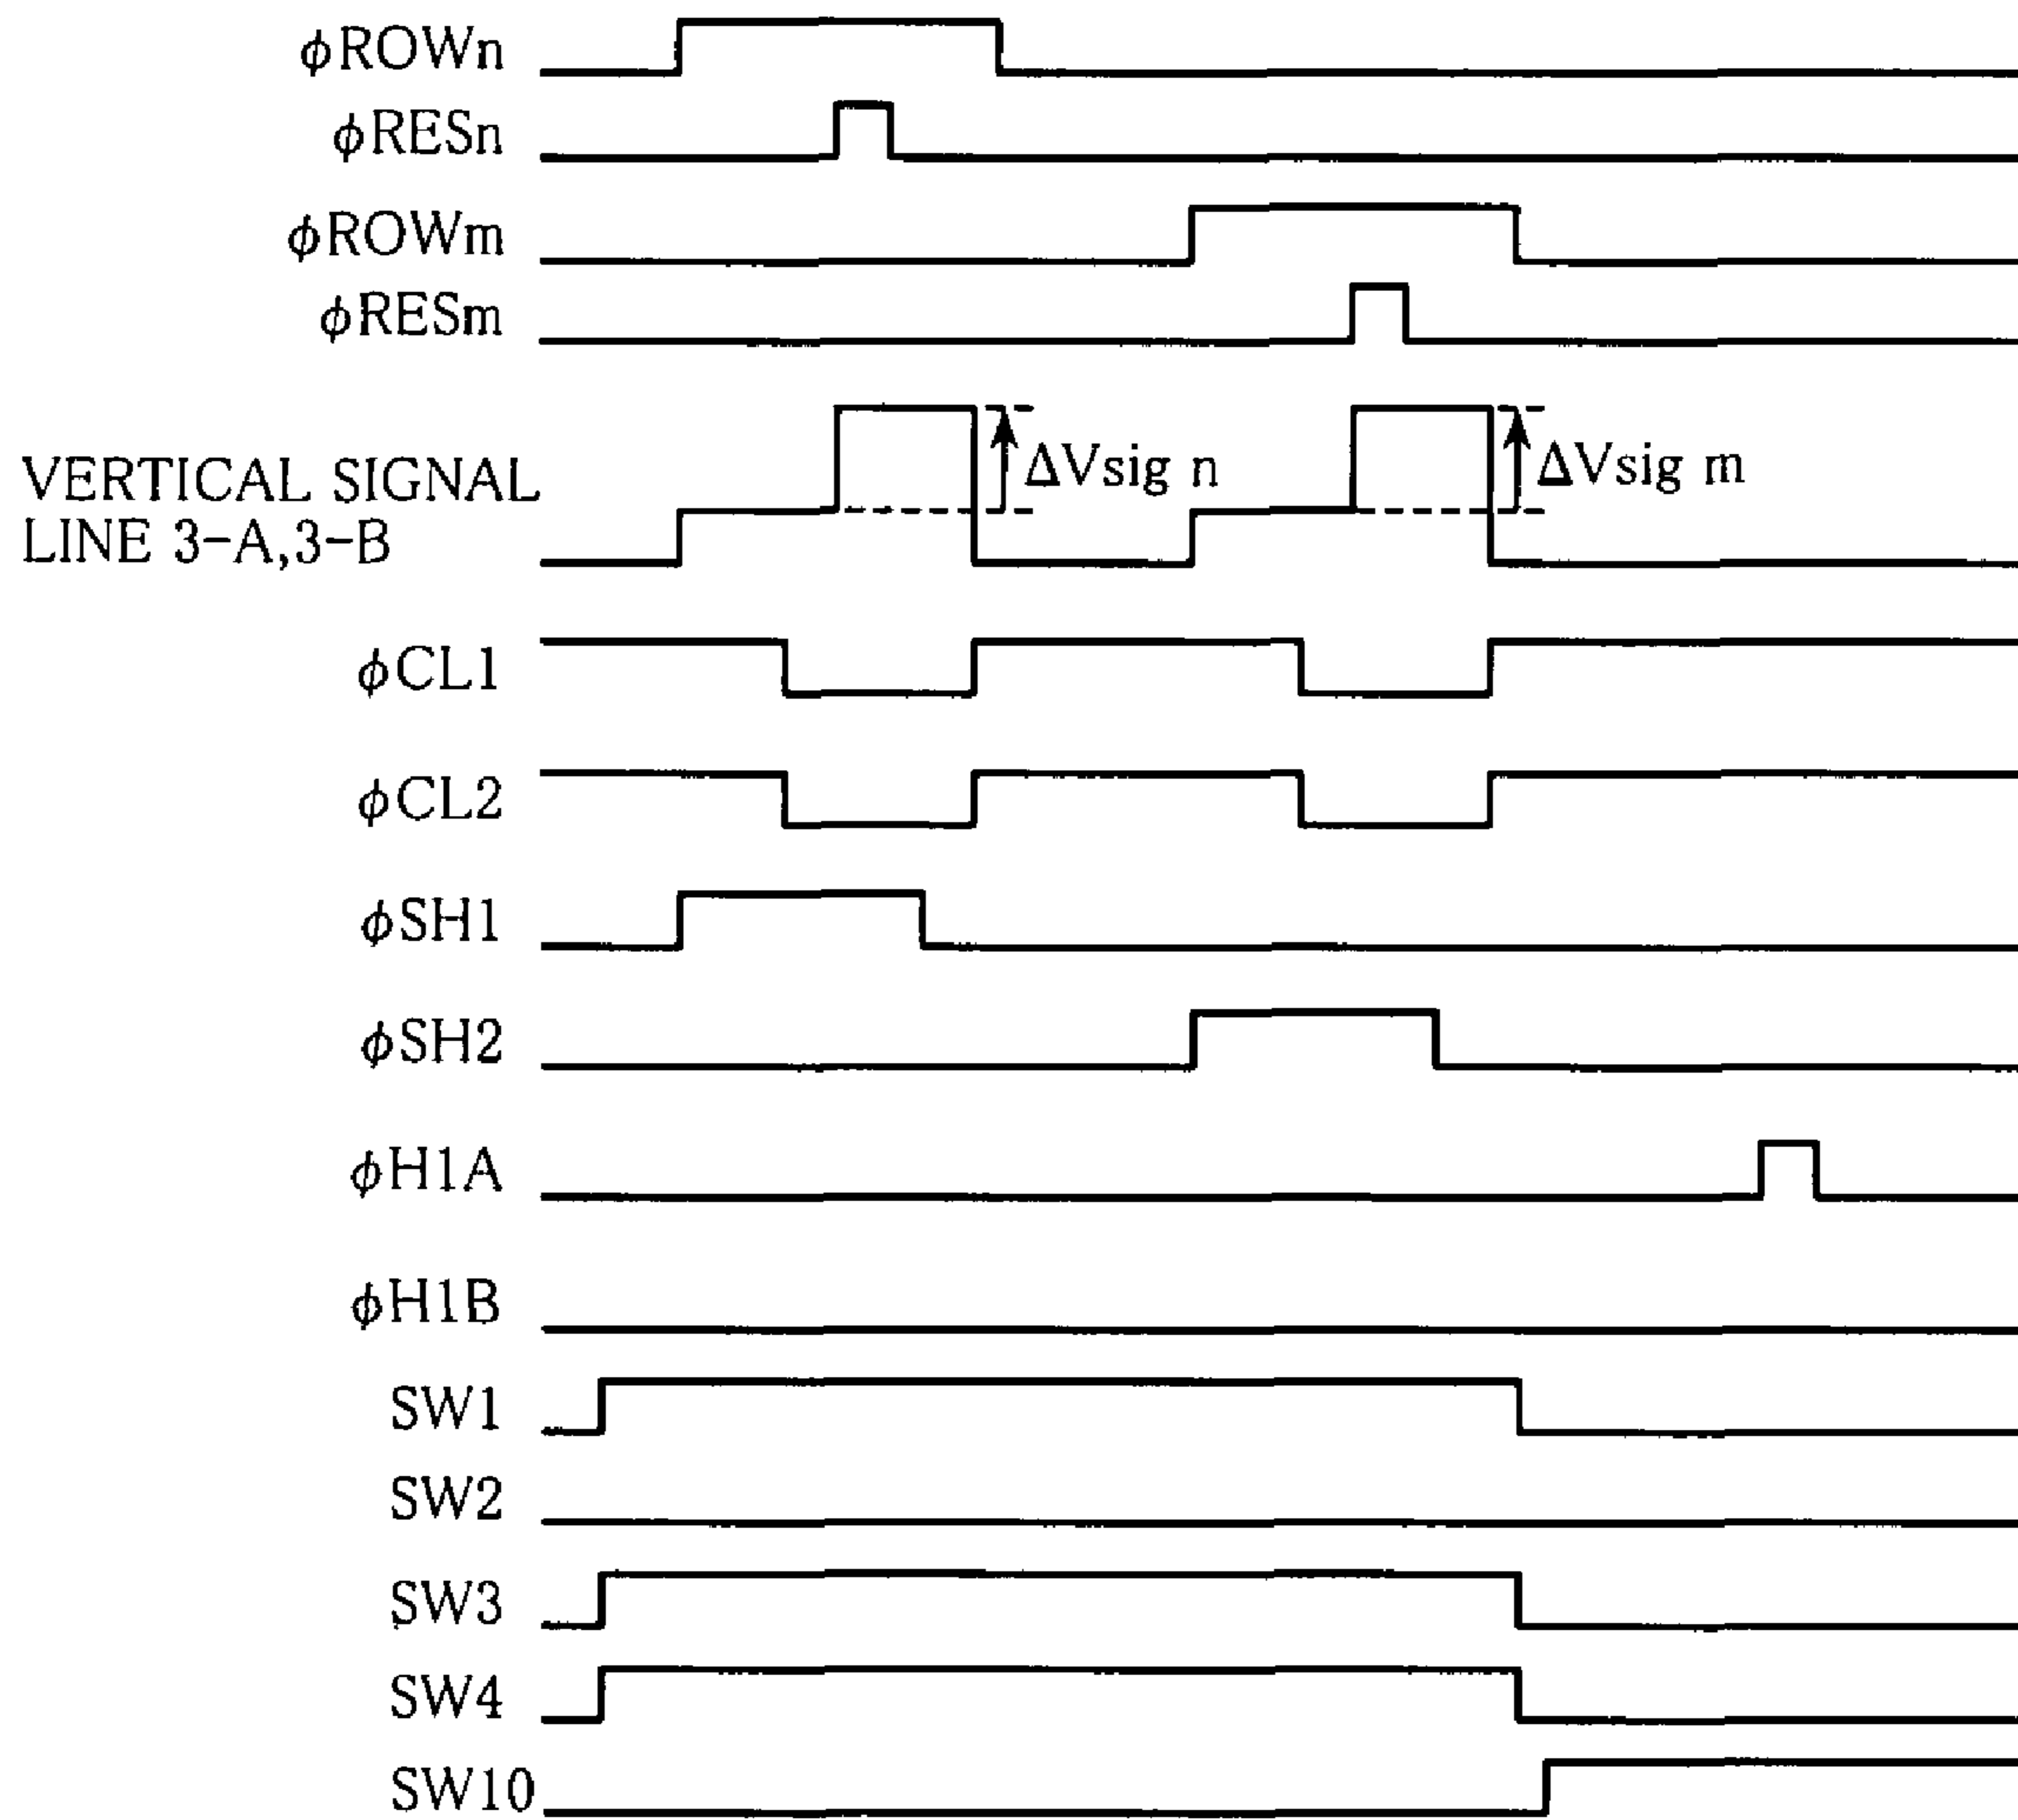 ϕROWn
ϕRESn
ϕROWm
ϕRESm
ΔVsig n
ΔVsig m
VERTICAL SIGNAL
LINE 3-A,3-B
ϕCL1
ϕCL2
ϕSH1
ϕSH2
ϕH1A
ϕH1B
SW1
SW2
SW3
SW4
SW10